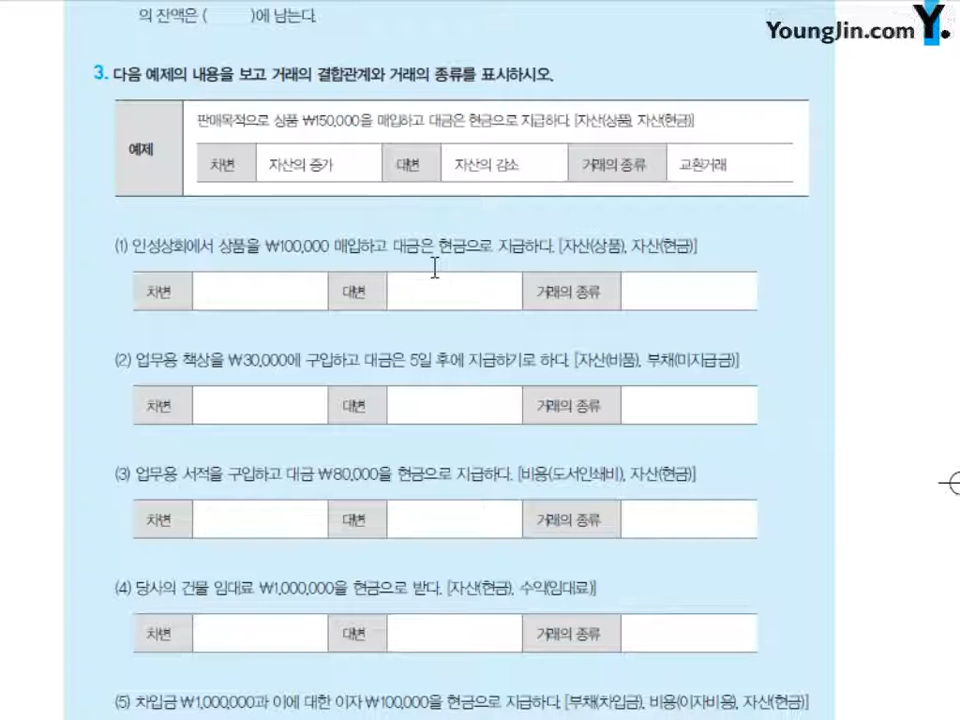 의 잔액은 ( )에 남는다.
YoungJin.com Y.
3. 다음 예제의 내용을 보고 거래의 결합관계와 거래의 종류를 표시하시오.
예제
판매목적으로 상품 ₩150,000을 매입하고 대금은 현금으로 지급하다. [자산(상품), 자산(현금)]
차변 자산의 증가 대변 자산의 감소 거래의 종류 교환거래
(1) 인성상회에서 상품을 ₩100,000 매입하고 대금은 현금으로 지급하다. [자산(상품), 자산(현금)]
차변 대변 거래의 종류
(2) 업무용 책상을 ₩30,000에 구입하고 대금은 5일 후에 지급하기로 하다. [자산(비품), 부채(미지급금)]
차변 대변 거래의 종류
(3) 업무용 서적을 구입하고 대금 ₩80,000을 현금으로 지급하다. [비용(도서인쇄비), 자산(현금)]
차변 대변 거래의 종류
(4) 당사의 건물 임대료 ₩1,000,000을 현금으로 받다. [자산(현금), 수익(임대료)]
차변 대변 거래의 종류
(5) 차입금 ₩1,000,000과 이에 대한 이자 ₩100,000을 현금으로 지급하다. [부채(차입금), 비용(이자비용), 자산(현금)]